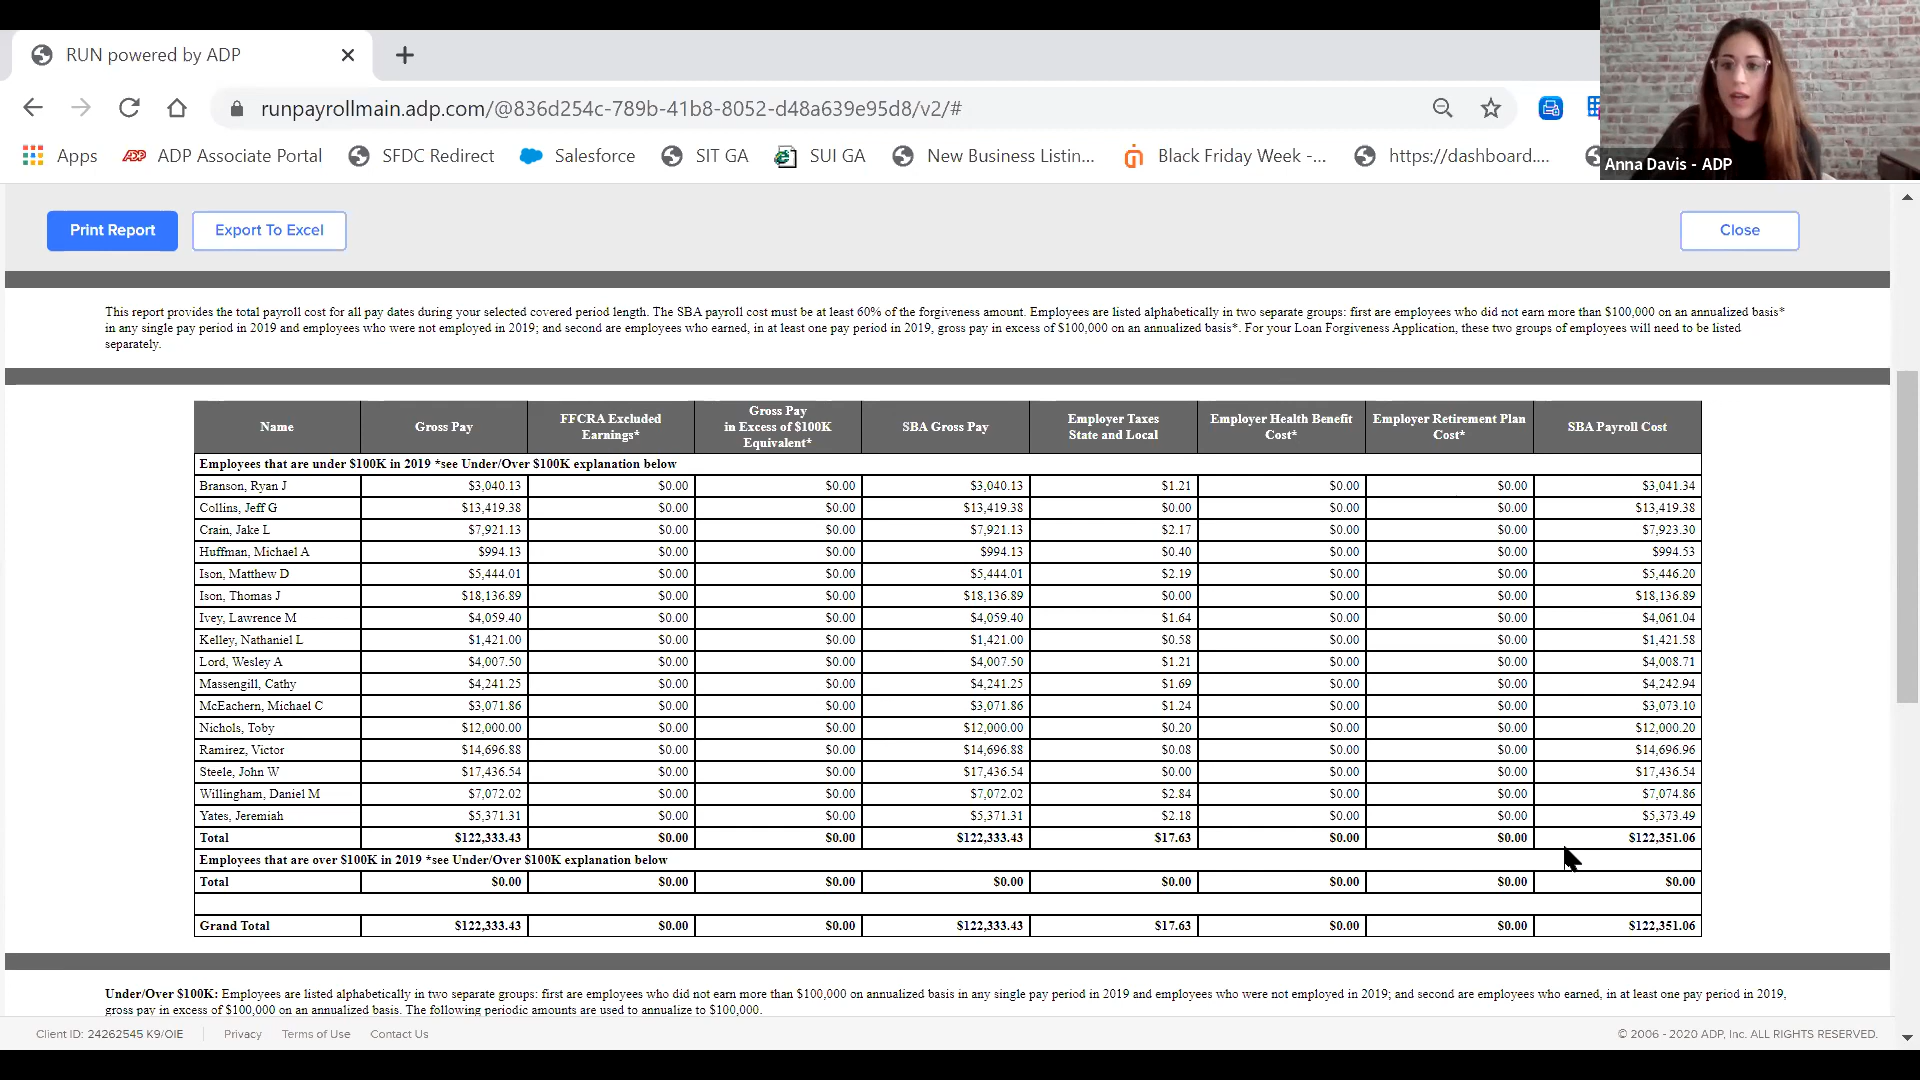 RUN powered by ADP
runpayrollmain.adp.com/@836d254c-789b-41b8-8052-d48a639e95d8/v2/#
Apps ADP ADP Associate Portal SFDC Redirect Salesforce SIT GA SUI GA New Business Listin... Black Friday Week -... https://dashboard....
Anna Davis - ADP
Print Report Export To Excel Close
This report provides the total payroll cost for all pay dates during your selected covered period length. The SBA payroll cost must be at least 60% of the forgiveness amount. Employees are listed alphabetically in two separate groups: first are employees who did not earn more than $100,000 on an annualized basis*
in any single pay period in 2019 and employees who were not employed in 2019; and second are employees who earned, in at least one pay period in 2019, gross pay in excess of $100,000 on an annualized basis*. For your Loan Forgiveness Application, these two groups of employees will need to be listed
separately.
Name Gross Pay FFCRA Excluded Earnings* Gross Pay in Excess of $100K Equivalent* SBA Gross Pay Employer Taxes State and Local Employer Health Benefit Cost* Employer Retirement Plan Cost* SBA Payroll Cost
Employees that are under $100K in 2019 *see Under/Over $100K explanation below
Branson, Ryan J $3,040.13 $0.00 $0.00 $3,040.13 $1.21 $0.00 $0.00 $3,041.34
Collins, Jeff G $13,419.38 $0.00 $0.00 $13,419.38 $0.00 $0.00 $0.00 $13,419.38
Crain, Jake L $7,921.13 $0.00 $0.00 $7,921.13 $2.17 $0.00 $0.00 $7,923.30
Huffman, Michael A $994.13 $0.00 $0.00 $994.13 $0.40 $0.00 $0.00 $994.53
Ison, Matthew D $5,444.01 $0.00 $0.00 $5,444.01 $2.19 $0.00 $0.00 $5,446.20
Ison, Thomas J $18,136.89 $0.00 $0.00 $18,136.89 $0.00 $0.00 $0.00 $18,136.89
Ivey, Lawrence M $4,059.40 $0.00 $0.00 $4,059.40 $1.64 $0.00 $0.00 $4,061.04
Kelley, Nathaniel L $1,421.00 $0.00 $0.00 $1,421.00 $0.58 $0.00 $0.00 $1,421.58
Lord, Wesley A $4,007.50 $0.00 $0.00 $4,007.50 $1.21 $0.00 $0.00 $4,008.71
Massengill, Cathy $4,241.25 $0.00 $0.00 $4,241.25 $1.69 $0.00 $0.00 $4,242.94
McEachern, Michael C $3,071.86 $0.00 $0.00 $3,071.86 $1.24 $0.00 $0.00 $3,073.10
Nichols, Toby $12,000.00 $0.00 $0.00 $12,000.00 $0.20 $0.00 $0.00 $12,000.20
Ramirez, Victor $14,696.88 $0.00 $0.00 $14,696.88 $0.08 $0.00 $0.00 $14,696.96
Steele, John W $17,436.54 $0.00 $0.00 $17,436.54 $0.00 $0.00 $0.00 $17,436.54
Willingham, Daniel M $7,072.02 $0.00 $0.00 $7,072.02 $2.84 $0.00 $0.00 $7,074.86
Yates, Jeremiah $5,371.31 $0.00 $0.00 $5,371.31 $2.18 $0.00 $0.00 $5,373.49
Total $122,333.43 $0.00 $0.00 $122,333.43 $17.63 $0.00 $0.00 $122,351.06
Employees that are over $100K in 2019 *see Under/Over $100K explanation below
Total $0.00 $0.00 $0.00 $0.00 $0.00 $0.00 $0.00 $0.00
Grand Total $122,333.43 $0.00 $0.00 $122,333.43 $17.63 $0.00 $0.00 $122,351.06
Under/Over $100K: Employees are listed alphabetically in two separate groups: first are employees who did not earn more than $100,000 on annualized basis in any single pay period in 2019 and employees who were not employed in 2019; and second are employees who earned, in at least one pay period in 2019,
gross pay in excess of $100,000 on an annualized basis. The following periodic amounts are used to annualize to $100,000.
Client ID: 24262545 K9/OIE Privacy Terms of Use Contact Us © 2006 - 2020 ADP, Inc. ALL RIGHTS RESERVED.